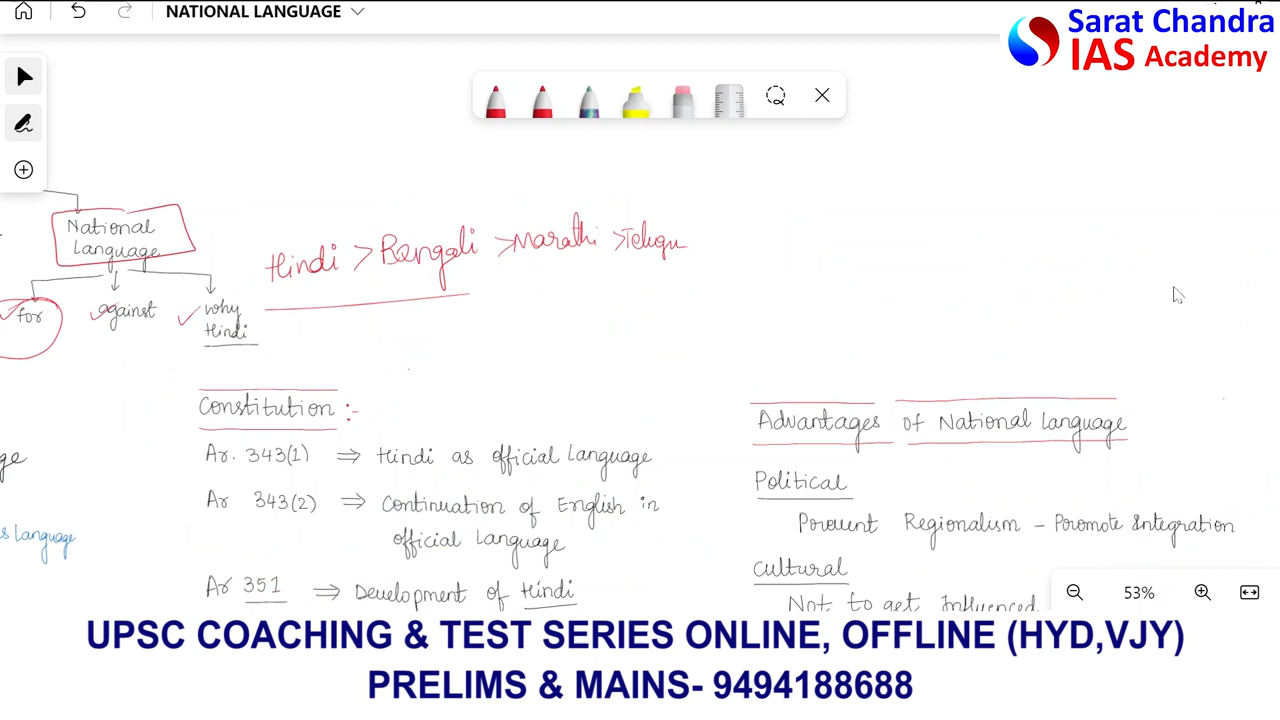 NATIONAL LANGUAGE
Sarat Chandra
IAS Academy
National
Language
for
against
why
Hindi
Hindi > Bengali > Marathi > Telugu
Constitution :-
Ar. 343(1) ⇒ Hindi as official Language
Ar 343(2) ⇒ Continuation of English in
official Language
Ar 351 ⇒ Development of Hindi
ge
s Language
Advantages of National Language
Political
Regionalism - Promote Integration
Cultural
Not to get Influenced
53%
UPSC COACHING & TEST SERIES ONLINE, OFFLINE (HYD,VJY)
PRELIMS & MAINS- 9494188688